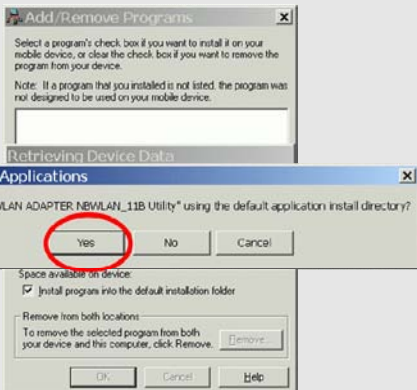 Add/Remove Programs
Select a program's check box if you want to install it on your
mobile device, or clear the check box if you want to remove the
program from your device.
Note: If a program that you installed is not listed, the program was
not designed to be used on your mobile device.
Retrieving Device Data
Applications
LAN ADAPTER NBWLAN_11B Utility" using the default application install directory?
Yes
No
Cancel
Space available on device:
Install program into the default installation folder
Remove from both locations
To remove the selected program from both
your device and this computer, click Remove.
Remove...
OK
Cancel
Help